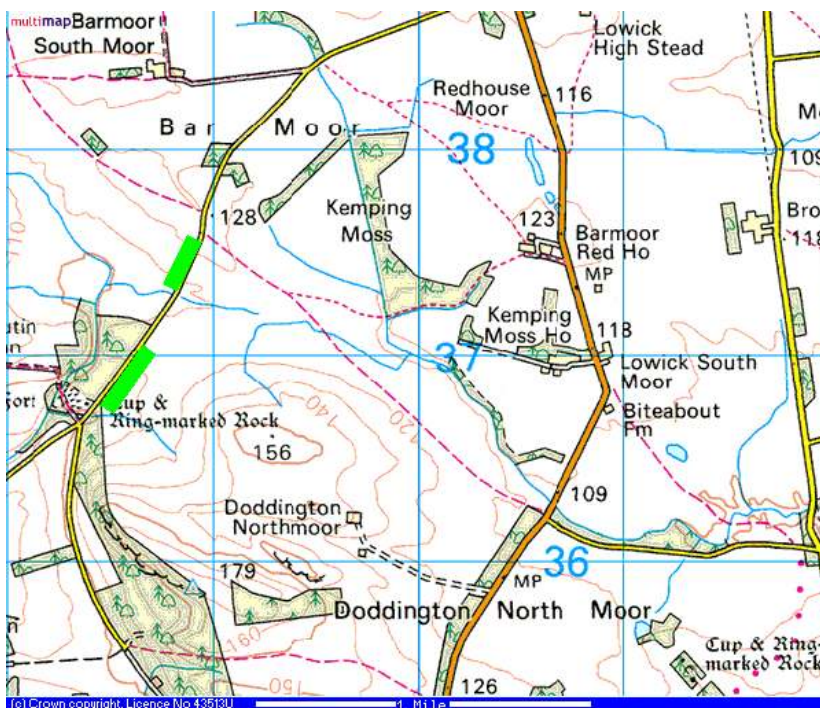 multimap
Barmoor
South Moor
Lowick
High Stead
Redhouse
Moor
116
Bar Moor
38
109
Kemping
Moss
128
123
Barmoor
Red Ho
MP
118
Kemping
Moss Ho
118
37
Lowick South
Moor
Fort
Cup &
Ring-marked Rock
Biteabout
Fm
140
120
156
109
Doddington
Northmoor
36
179
MP
Doddington North Moor
160
150
126
Cup & Ring-
marked Rock
(c) Crown copyright. Licence No 43513U
1 Mile